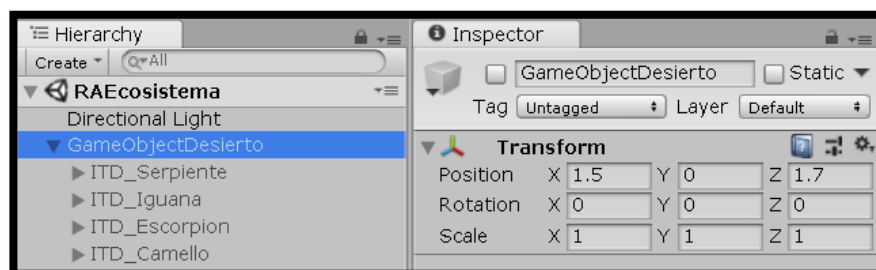 Hierarchy
Create All
RAEcosistema
Directional Light
GameObjectDesierto
ITD_Serpiente
ITD_Iguana
ITD_Escorpion
ITD_Camello
Inspector
GameObjectDesierto Static
Tag Untagged Layer Default
Transform
Position X 1.5 Y 0 Z 1.7
Rotation X 0 Y 0 Z 0
Scale X 1 Y 1 Z 1